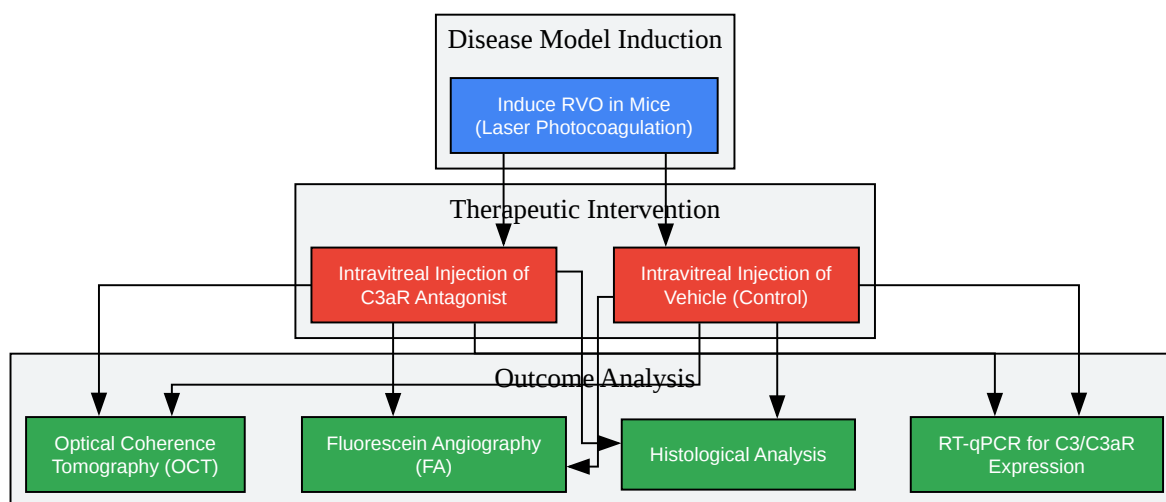 Disease Model Induction
Induce RVO in Mice
(Laser Photocoagulation)
Therapeutic Intervention
Intravitreal Injection of
C3aR Antagonist
Intravitreal Injection of
Vehicle (Control)
Outcome Analysis
Optical Coherence
Tomography (OCT)
Fluorescein Angiography
(FA)
Histological Analysis
RT-qPCR for C3/C3aR
Expression